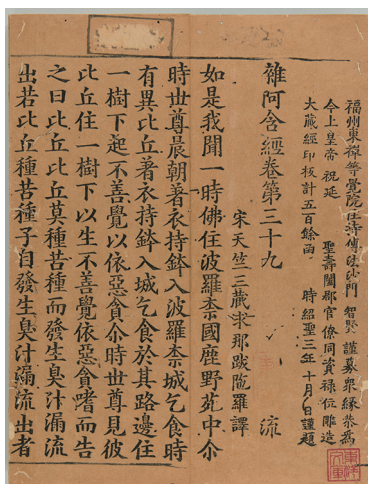 福州東禪等覺院住持傳法沙門 智賢 謹募衆緣恭為
今上皇帝祝延 聖壽闔郡官僚同資禄位雕造
大藏經印板計五百餘函 時紹聖三年十月 日謹題
雜阿含經卷第三十九 流
宋天竺三藏求那跋陁羅譯
如是我聞一時佛住波羅柰國鹿野苑中尒
時世尊晨朝著衣持鉢入波羅柰城乞食時
有異比丘著衣持鉢入城乞食於其路邊住
一樹下起不善覺以依惡貪尒時世尊見彼
比丘住一樹下以生不善覺依惡貪嗜而告
之曰比丘比丘莫種苦種而發生臭汁漏流
出若比丘種苦種子自發生臭汁漏流出者